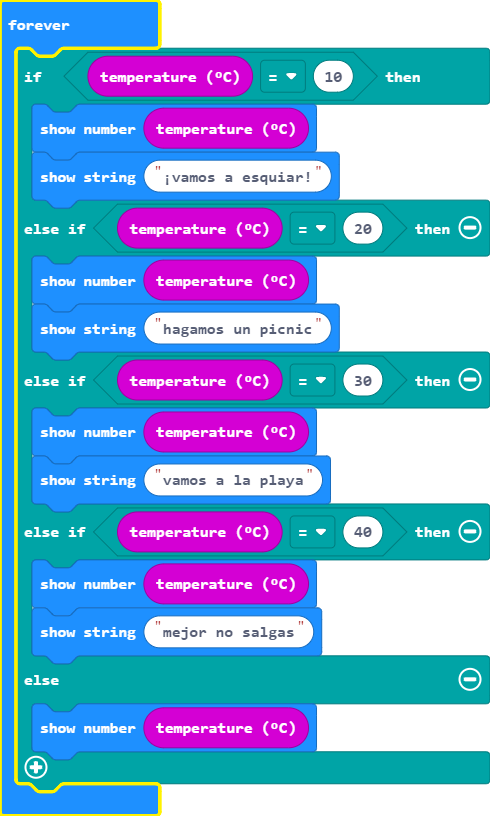 forever
if temperature (ºC) = 10 then
show number temperature (ºC)
show string "¡vamos a esquiar!"
else if temperature (ºC) = 20 then
show number temperature (ºC)
show string "hagamos un picnic"
else if temperature (ºC) = 30 then
show number temperature (ºC)
show string "vamos a la playa"
else if temperature (ºC) = 40 then
show number temperature (ºC)
show string "mejor no salgas"
else
show number temperature (ºC)